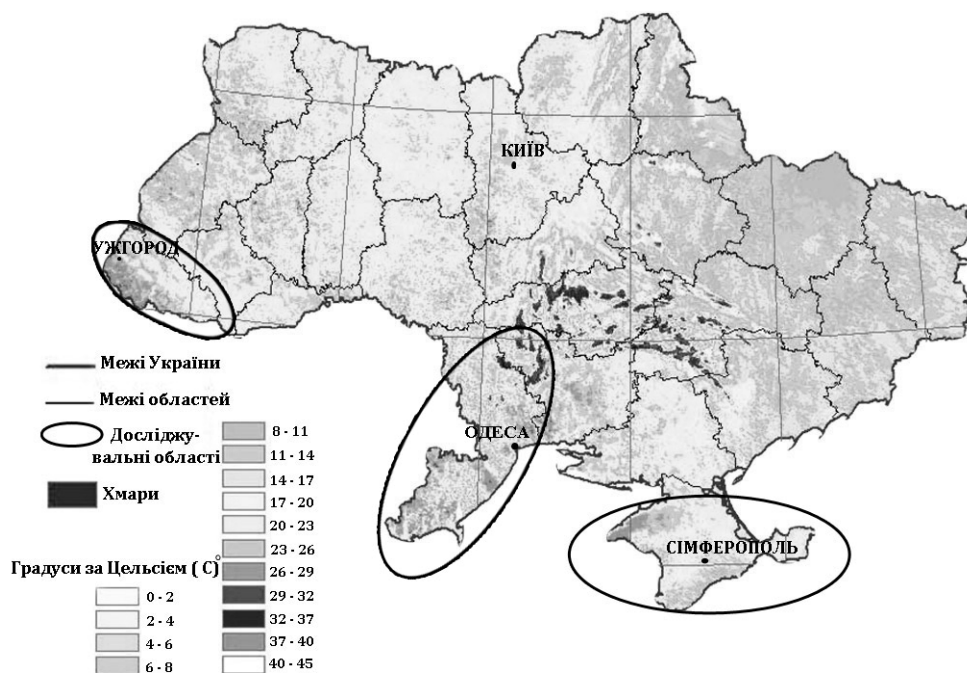 КИЇВ
УЖГОРОД
ОДЕСА
СІМФЕРОПОЛЬ
Межі України
Межі областей
Досліджу-
вальні області
Хмари
Градуси за Цельсієм ( С)°
0 - 2
2 - 4
4 - 6
6 - 8
8 - 11
11 - 14
14 - 17
17 - 20
20 - 23
23 - 26
26 - 29
29 - 32
32 - 37
37 - 40
40 - 45